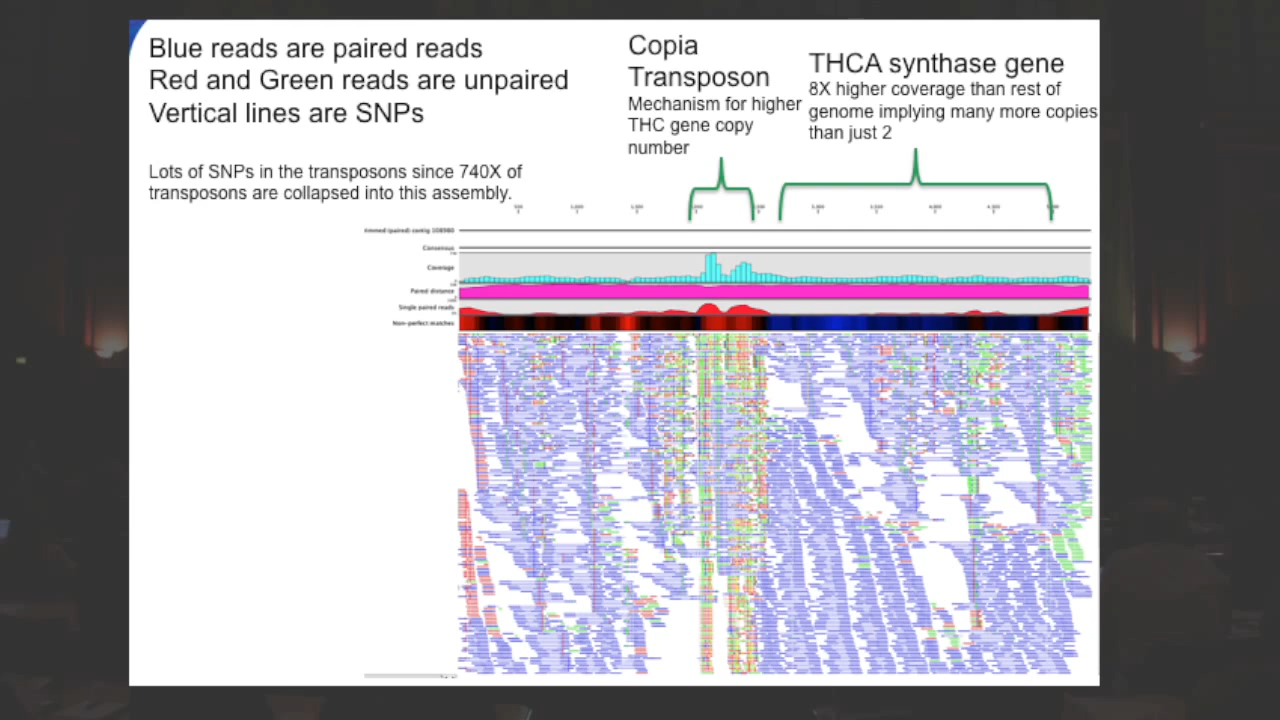 Blue reads are paired reads
Red and Green reads are unpaired
Vertical lines are SNPs
Lots of SNPs in the transposons since 740X of
transposons are collapsed into this assembly.
Copia
Transposon
Mechanism for higher
THC gene copy
number
THCA synthase gene
8X higher coverage than rest of
genome implying many more copies
than just 2
Consensus
Coverage
Paired distance
Single paired reads
Non-perfect matches